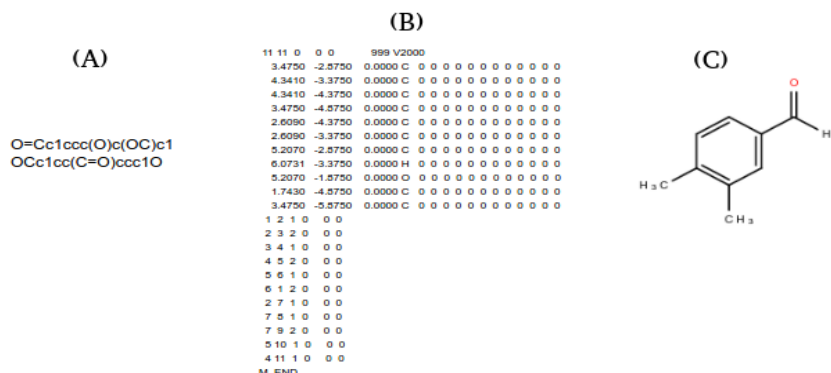 (A)
O=Cc1ccc(O)c(OC)c1
OCc1cc(C=O)ccc1O
(B)
11 11 0 0 0 999 V2000
3.4750 -2.8750 0.0000 C 0 0 0 0 0 0 0 0 0 0 0 0
4.3410 -3.3750 0.0000 C 0 0 0 0 0 0 0 0 0 0 0 0
4.3410 -4.3750 0.0000 C 0 0 0 0 0 0 0 0 0 0 0 0
3.4750 -4.8750 0.0000 C 0 0 0 0 0 0 0 0 0 0 0 0
2.6090 -4.3750 0.0000 C 0 0 0 0 0 0 0 0 0 0 0 0
2.6090 -3.3750 0.0000 C 0 0 0 0 0 0 0 0 0 0 0 0
5.2070 -2.8750 0.0000 C 0 0 0 0 0 0 0 0 0 0 0 0
6.0731 -3.3750 0.0000 H 0 0 0 0 0 0 0 0 0 0 0 0
5.2070 -1.8750 0.0000 O 0 0 0 0 0 0 0 0 0 0 0 0
1.7430 -4.8750 0.0000 C 0 0 0 0 0 0 0 0 0 0 0 0
3.4750 -5.8750 0.0000 C 0 0 0 0 0 0 0 0 0 0 0 0
1 2 1 0 0 0
2 3 2 0 0 0
3 4 1 0 0 0
4 5 2 0 0 0
5 6 1 0 0 0
6 1 2 0 0 0
2 7 1 0 0 0
7 8 1 0 0 0
7 9 2 0 0 0
5 10 1 0 0 0
4 11 1 0 0 0
M END
(C)
O
H
H3C
CH3